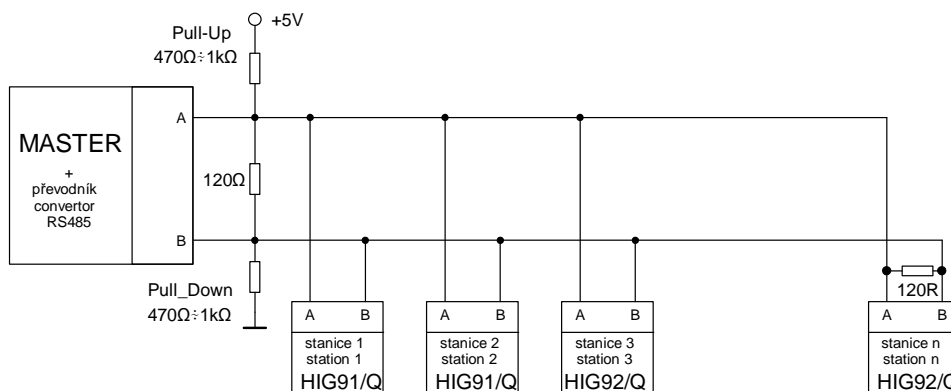 +5V
Pull-Up
470Ω÷1kΩ
A
MASTER
+
převodník
convertor
RS485
120Ω
B
Pull_Down
470Ω÷1kΩ
120R
A B
A B
A B
A B
stanice 1
station 1
HIG91/Q
stanice 2
station 2
HIG91/Q
stanice 3
station 3
HIG92/Q
stanice n
station n
HIG92/Q